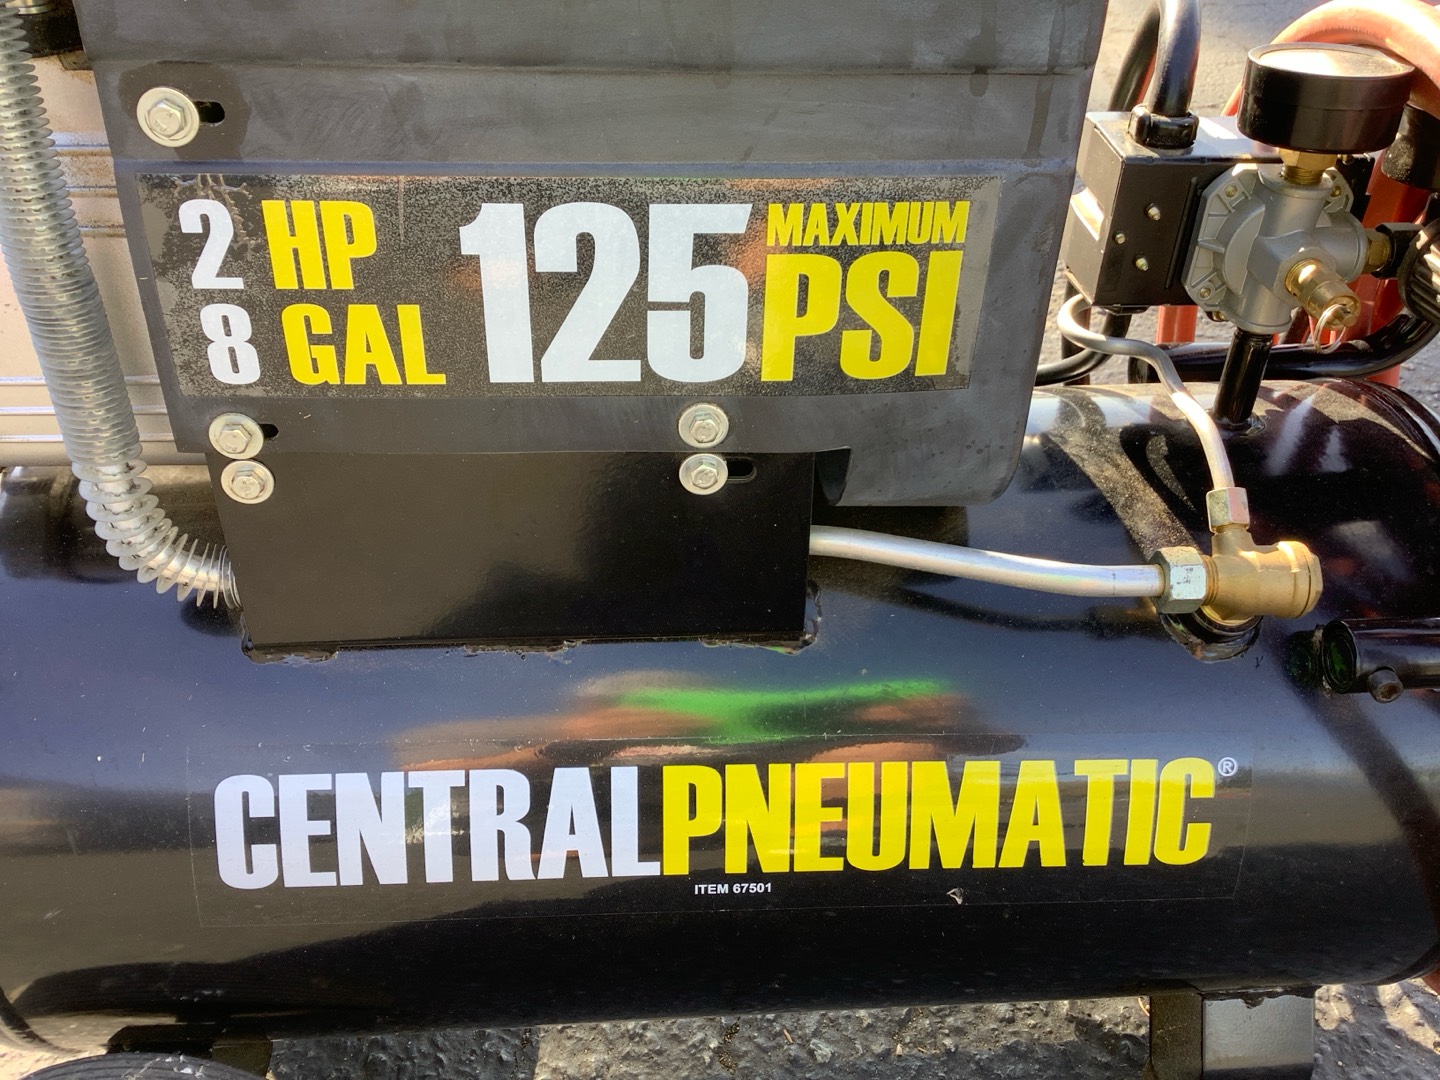 2 HP
8 GAL
125
MAXIMUM
PSI
CENTRALPNEUMATIC®
ITEM 67501